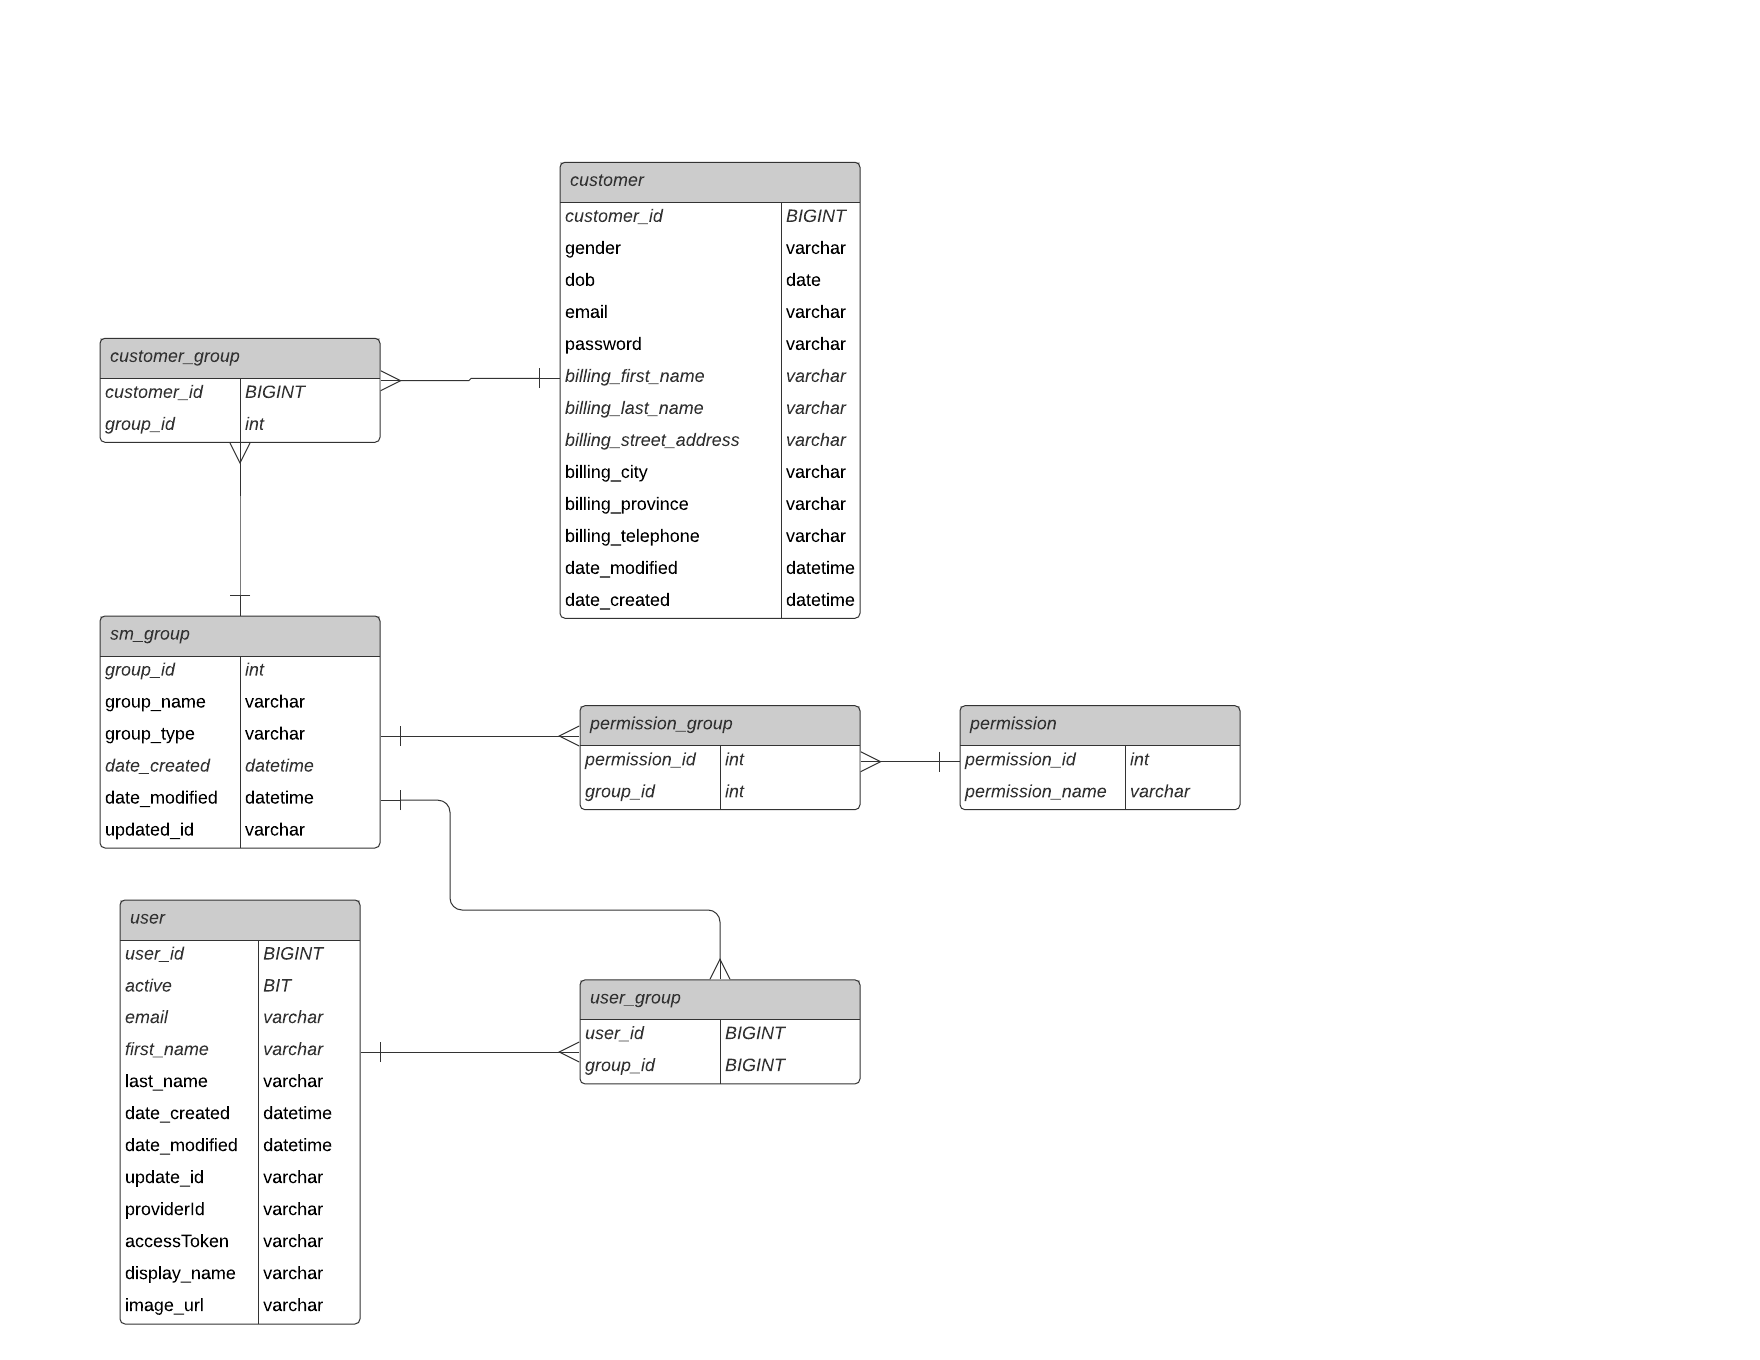 customer
customer_id BIGINT
gender varchar
dob date
email varchar
password varchar
billing_first_name varchar
billing_last_name varchar
billing_street_address varchar
billing_city varchar
billing_province varchar
billing_telephone varchar
date_modified datetime
date_created datetime
customer_group
customer_id BIGINT
group_id int
sm_group
group_id int
group_name varchar
group_type varchar
date_created datetime
date_modified datetime
updated_id varchar
permission_group
permission_id int
group_id int
permission
permission_id int
permission_name varchar
user
user_id BIGINT
active BIT
email varchar
first_name varchar
last_name varchar
date_created datetime
date_modified datetime
update_id varchar
providerId varchar
accessToken varchar
display_name varchar
image_url varchar
user_group
user_id BIGINT
group_id BIGINT